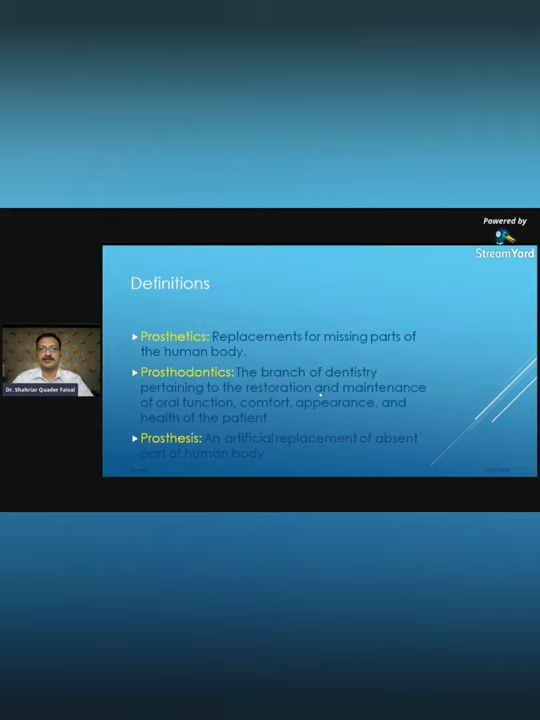 Powered by
StreamYard
Definitions
Prosthetics: Replacements for missing parts of
the human body.
Prosthodontics: The branch of dentistry
pertaining to the restoration and maintenance
of oral function, comfort, appearance, and
health of the patient
Prosthesis: An artificial replacement of absent
part of human body
Dr. Shahriar Quader Faisal